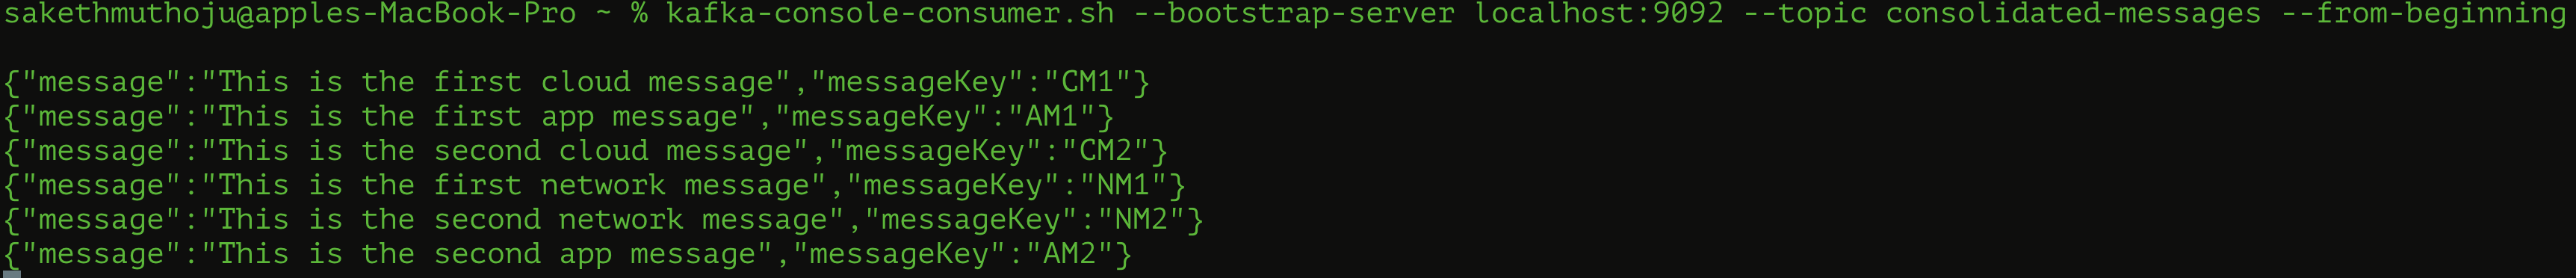 sakethmuthoju@apples-MacBook-Pro ~ % kafka-console-consumer.sh --bootstrap-server localhost:9092 --topic consolidated-messages --from-beginning
{"message":"This is the first cloud message","messageKey":"CM1"}
{"message":"This is the first app message","messageKey":"AM1"}
{"message":"This is the second cloud message","messageKey":"CM2"}
{"message":"This is the first network message","messageKey":"NM1"}
{"message":"This is the second network message","messageKey":"NM2"}
{"message":"This is the second app message","messageKey":"AM2"}